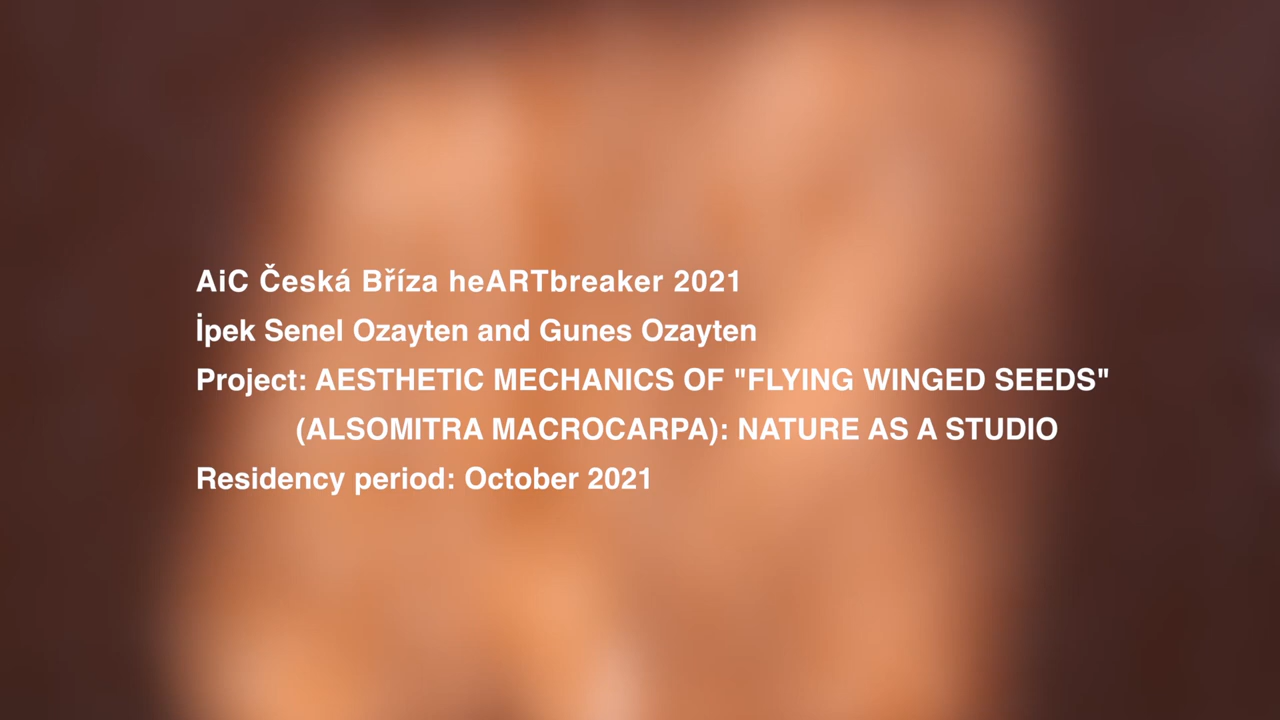 AiC Česká Bříza heARTbreaker 2021
İpek Senel Ozayten and Gunes Ozayten
Project: AESTHETIC MECHANICS OF "FLYING WINGED SEEDS"
(ALSOMITRA MACROCARPA): NATURE AS A STUDIO
Residency period: October 2021